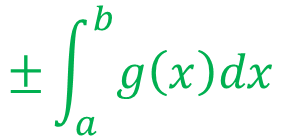 ± ∫_a^b g(x)dx